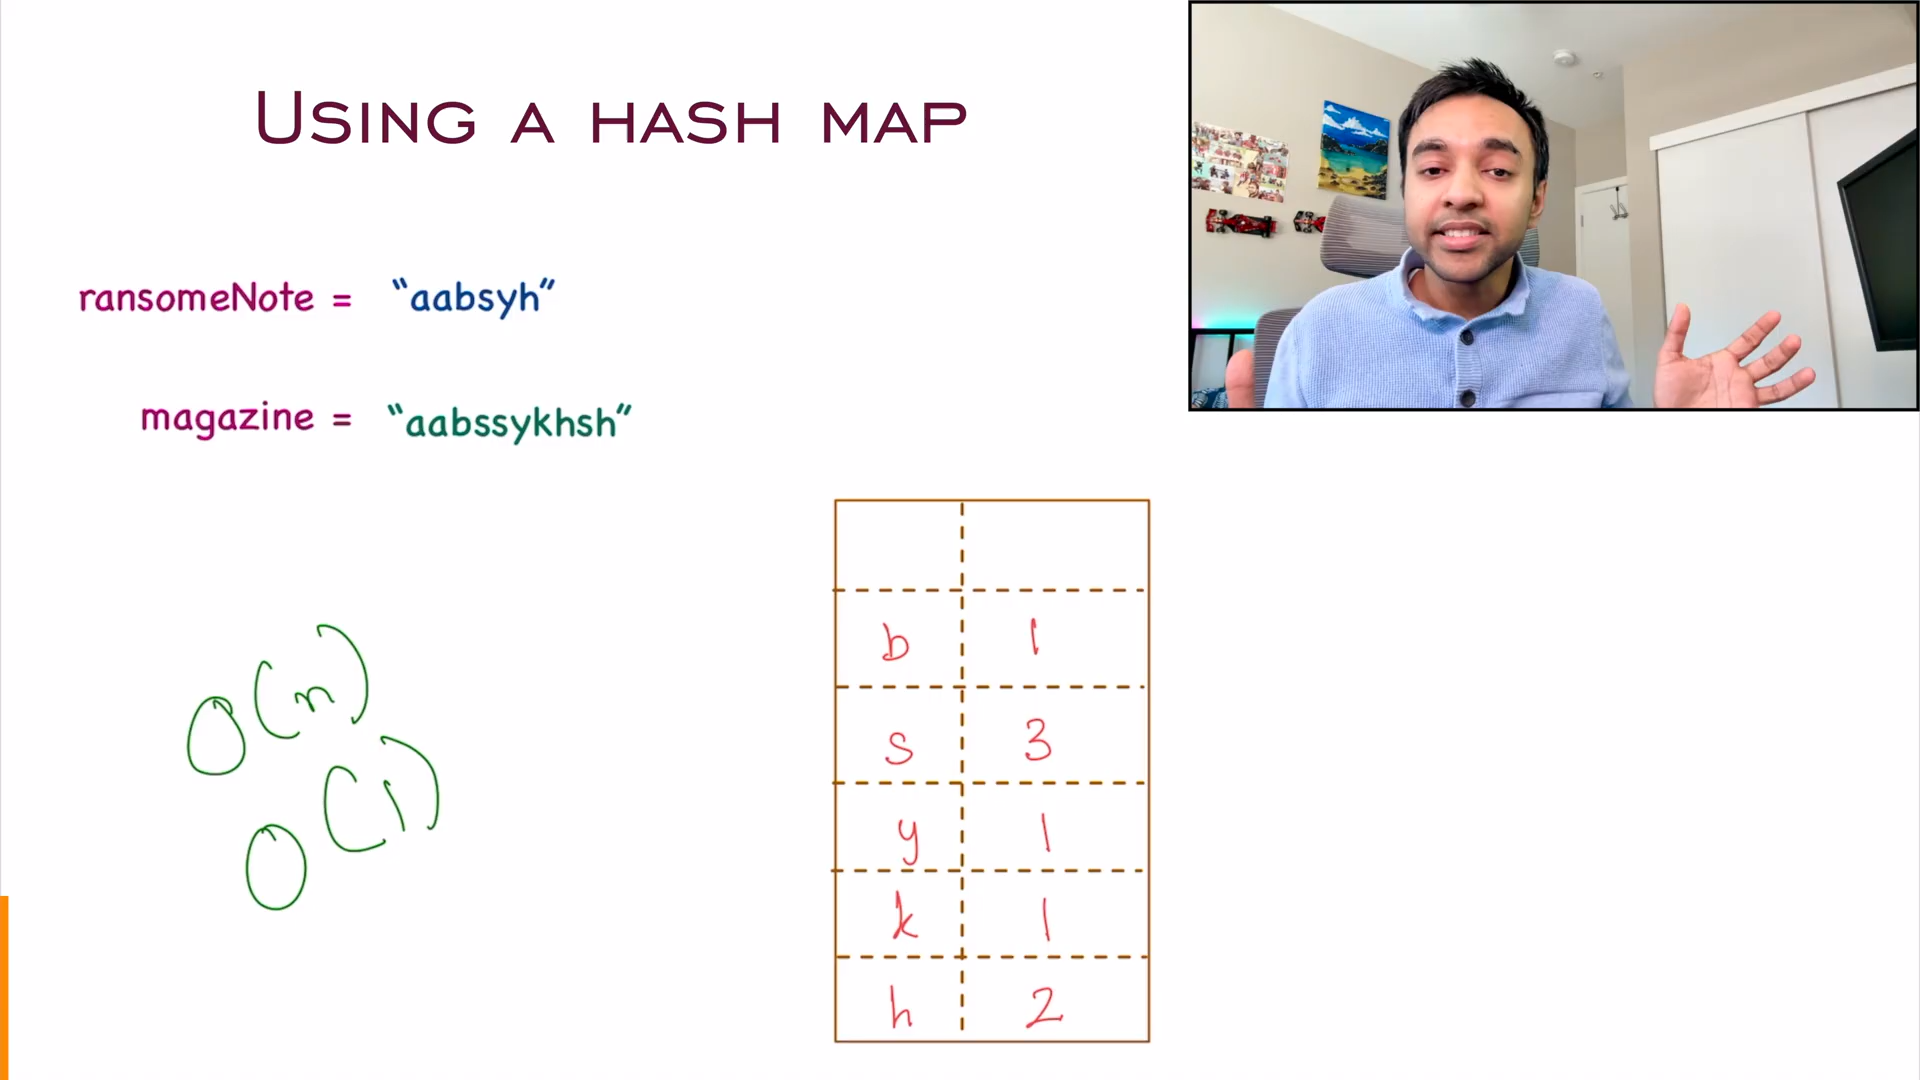 USING A HASH MAP
ransomeNote = “aabsyh”
magazine = “aabssykhsh”
O(n)
O(1)
b 1
s 3
y 1
k 1
h 2